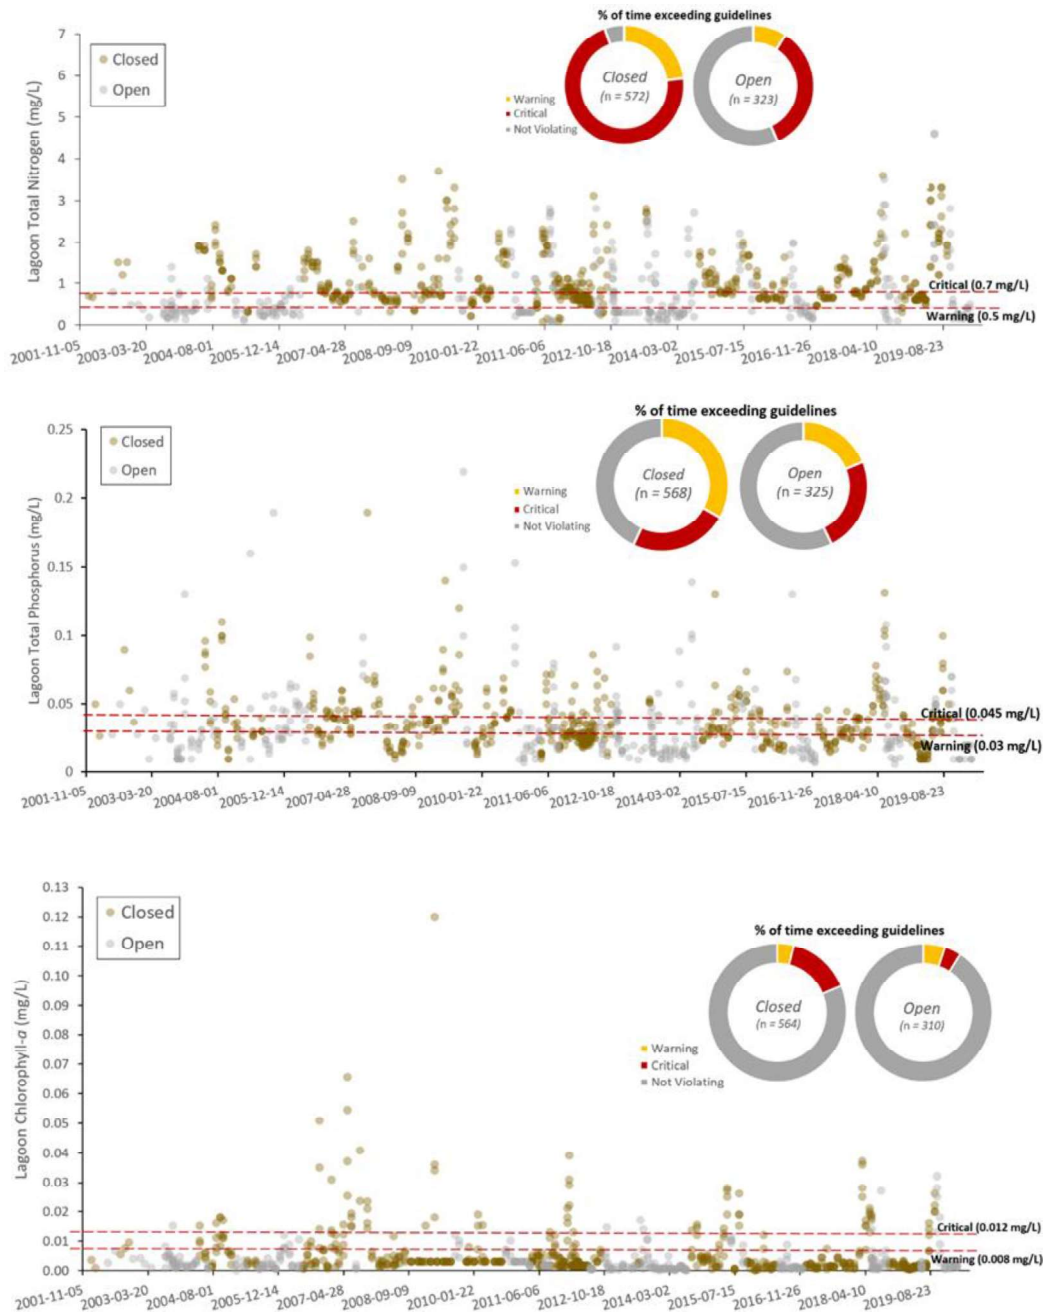 % of time exceeding guidelines
7
6
5
4
3
2
1
0
Lagoon Total Nitrogen (mg/L)
Closed
Open
Closed
(n = 572)
Open
(n = 323)
Warning
Critical
Not Violating
Critical (0.7 mg/L)
Warning (0.5 mg/L)
2001-11-05 2003-03-20 2004-08-01 2005-12-14 2007-04-28 2008-09-09 2010-01-22 2011-06-06 2012-10-18 2014-03-02 2015-07-15 2016-11-26 2018-04-10 2019-08-23
% of time exceeding guidelines
0.25
0.2
0.15
0.1
0.05
0
Lagoon Total Phosphorus (mg/L)
Closed
Open
Closed
(n = 568)
Open
(n = 325)
Warning
Critical
Not Violating
Critical (0.045 mg/L)
Warning (0.03 mg/L)
2001-11-05 2003-03-20 2004-08-01 2005-12-14 2007-04-28 2008-09-09 2010-01-22 2011-06-06 2012-10-18 2014-03-02 2015-07-15 2016-11-26 2018-04-10 2019-08-23
% of time exceeding guidelines
0.13
0.12
0.11
0.10
0.09
0.08
0.07
0.06
0.05
0.04
0.03
0.02
0.01
0.00
Lagoon Chlorophyll-a (mg/L)
Closed
Open
Closed
(n = 564)
Open
(n = 310)
Warning
Critical
Not Violating
Critical (0.012 mg/L)
Warning (0.008 mg/L)
2001-11-05 2003-03-20 2004-08-01 2005-12-14 2007-04-28 2008-09-09 2010-01-22 2011-06-06 2012-10-18 2014-03-02 2015-07-15 2016-11-26 2018-04-10 2019-08-23